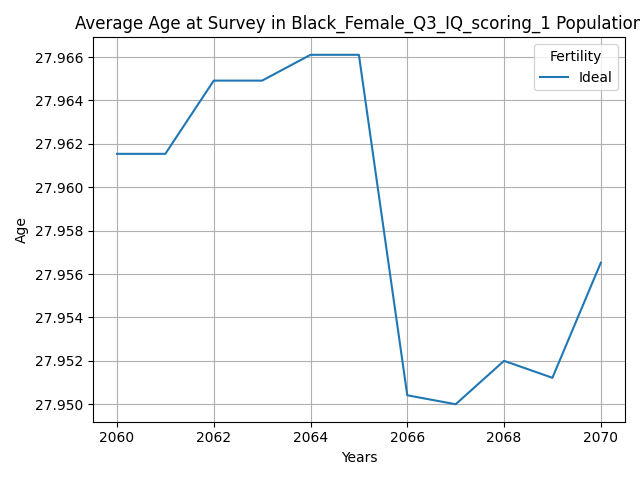 Average Age at Survey in Black_Female_Q3_IQ_scoring_1 Population
27.966
27.964
27.962
27.960
27.958
27.956
27.954
27.952
27.950
Age
Fertility
Ideal
2060 2062 2064 2066 2068 2070
Years